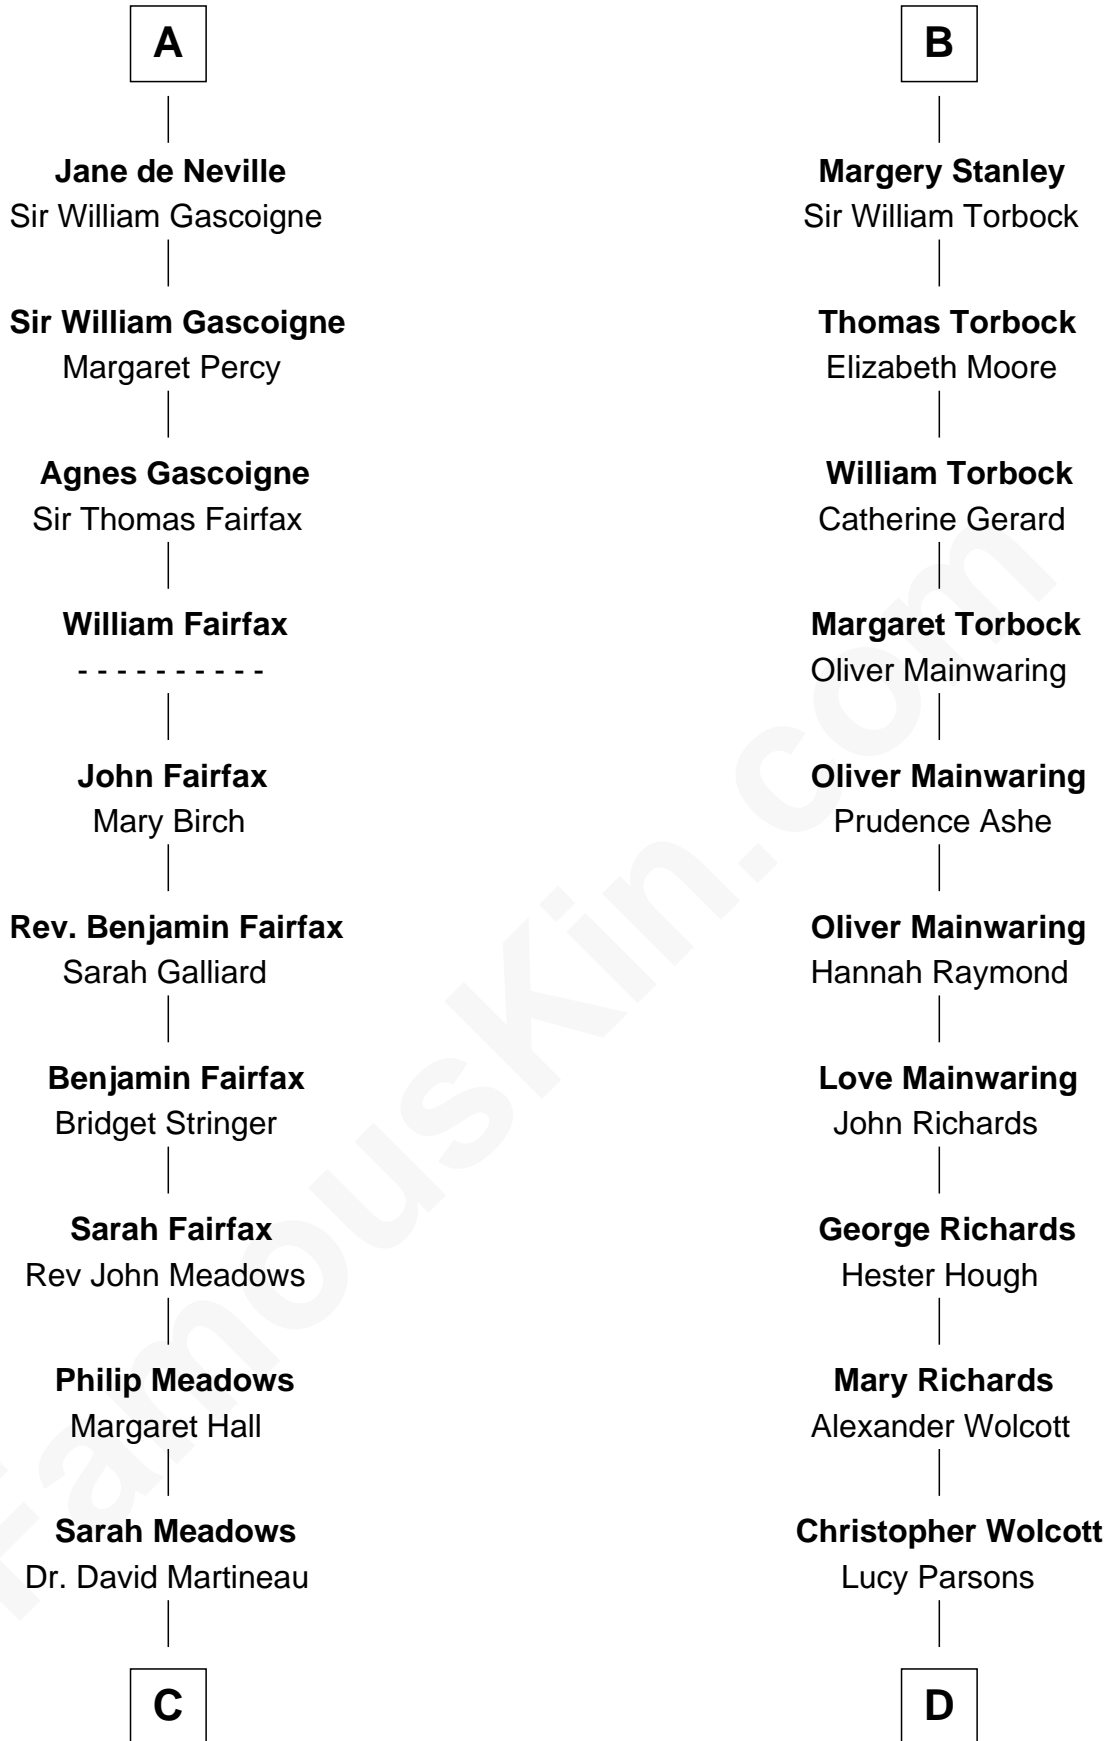 A
Jane de Neville
Sir William Gascoigne
Sir William Gascoigne
Margaret Percy
Agnes Gascoigne
Sir Thomas Fairfax
William Fairfax
- - - - - - - - - -
John Fairfax
Mary Birch
Rev. Benjamin Fairfax
Sarah Galliard
Benjamin Fairfax
Bridget Stringer
Sarah Fairfax
Rev John Meadows
Philip Meadows
Margaret Hall
Sarah Meadows
Dr. David Martineau
C
B
Margery Stanley
Sir William Torbock
Thomas Torbock
Elizabeth Moore
William Torbock
Catherine Gerard
Margaret Torbock
Oliver Mainwaring
Oliver Mainwaring
Prudence Ashe
Oliver Mainwaring
Hannah Raymond
Love Mainwaring
John Richards
George Richards
Hester Hough
Mary Richards
Alexander Wolcott
Christopher Wolcott
Lucy Parsons
D
FamousKin.com